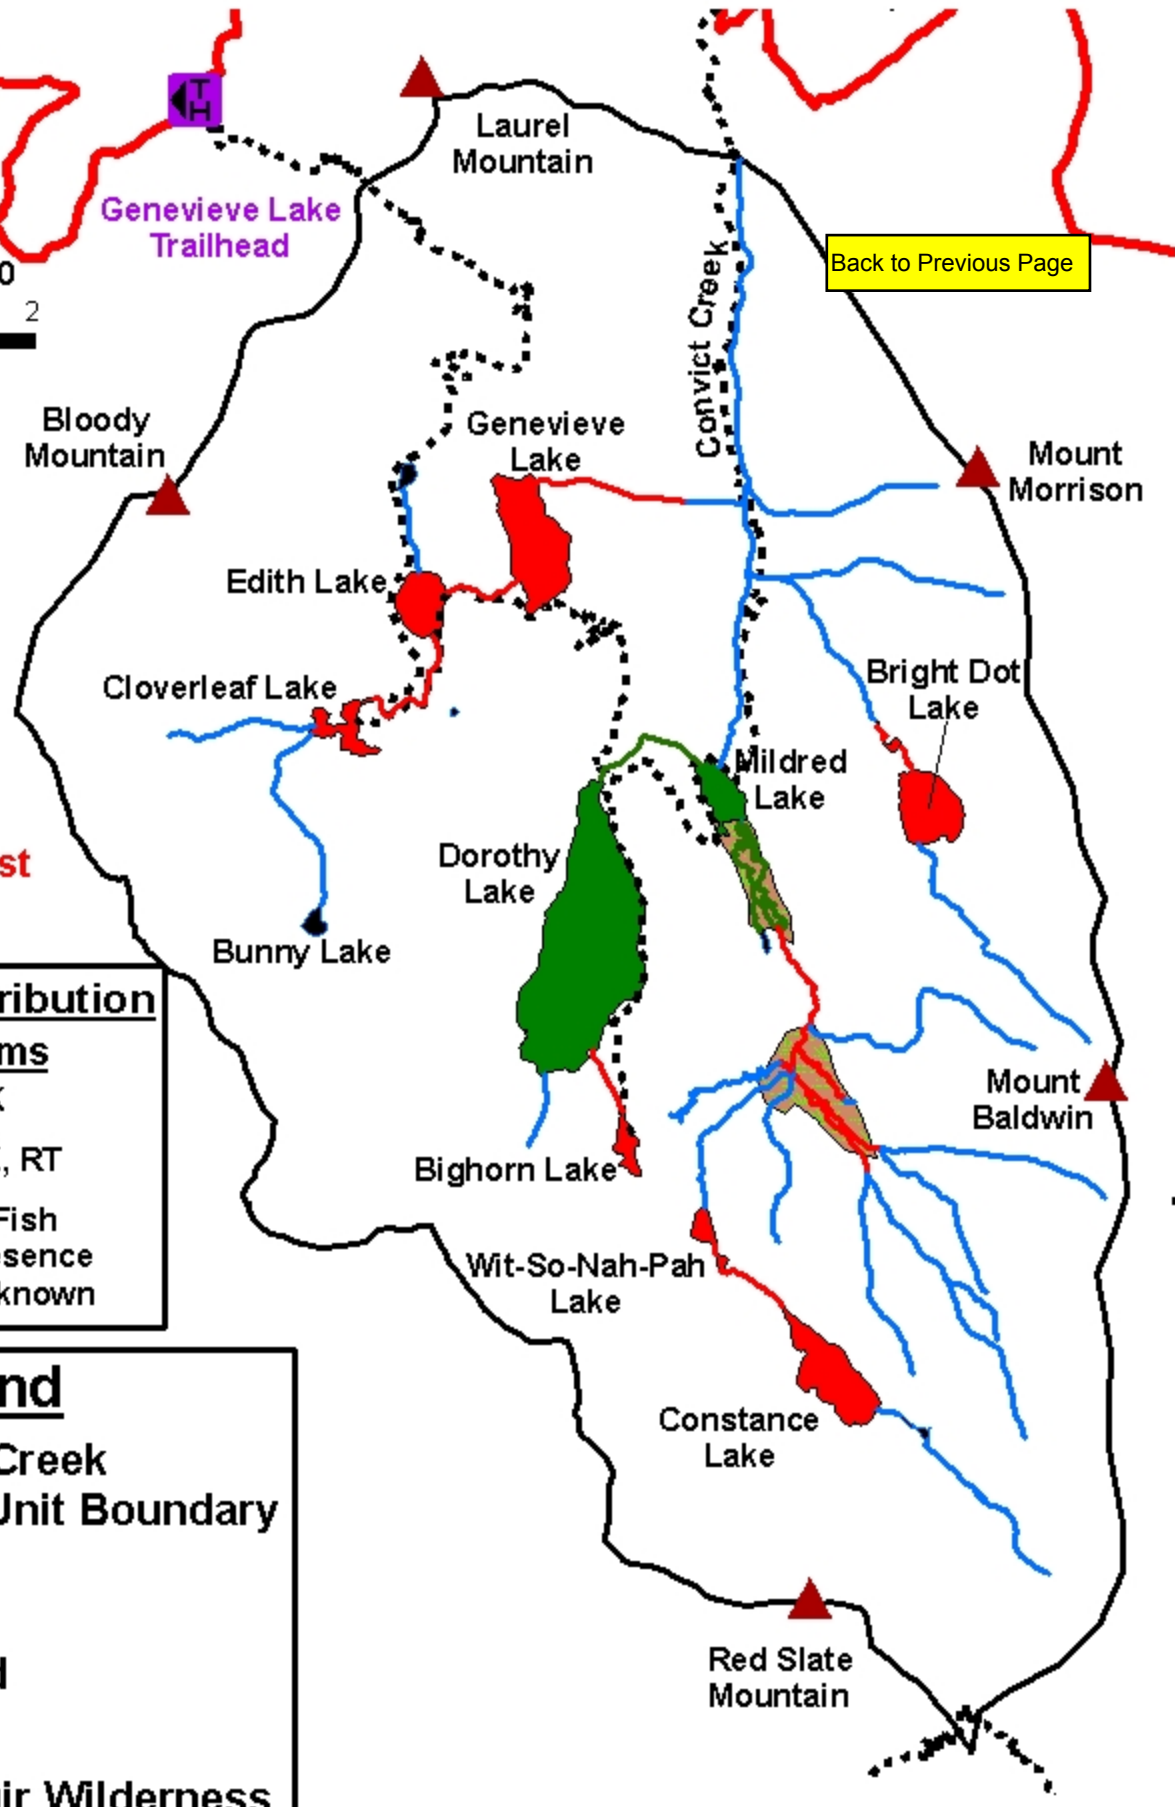 TH
Laurel
Mountain
Genevieve Lake
Trailhead
Convict Creek
Back to Previous Page
0
2
Bloody
Mountain
Genevieve
Lake
Mount
Morrison
Edith Lake
Cloverleaf Lake
Bright Dot
Lake
Mildred
Lake
st
Dorothy
Lake
Bunny Lake
ribution
ms
, RT
Fish
sence
known
Mount
Baldwin
Bighorn Lake
Wit-So-Nah-Pah
Lake
nd
Constance
Lake
Creek
Unit Boundary
Red Slate
Mountain
ir Wilderness